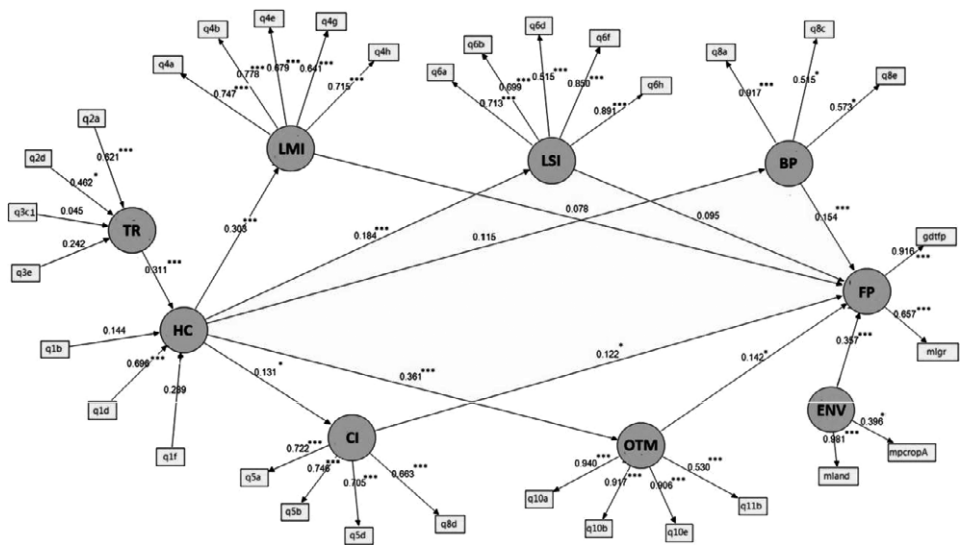 q4e
q4g
q4b
q4h
q4a
0.778***
0.679***
0.641***
0.715***
0.747***
LMI
q6d
q6b
q6f
q6a
q6h
0.699***
0.515***
0.850***
0.713***
0.891***
LSI
q8c
q8a
q8e
0.917***
0.515*
0.573*
BP
q2a
q2d
q3c1
q3e
0.621***
0.462*
0.045
0.242
TR
0.311***
0.303***
0.184***
0.115
0.078
0.095
0.154***
gdtfp
0.916***
FP
0.657***
mlgr
HC
q1b
0.144
q1d
0.696***
q1f
0.289
0.131*
0.361***
0.122*
0.142*
0.357***
ENV
0.396*
0.981***
mpcropA
mland
CI
0.722***
0.746***
0.705***
0.663***
q5a
q5b
q5d
q8d
OTM
0.940***
0.917***
0.906***
0.530***
q10a
q10b
q10e
q11b